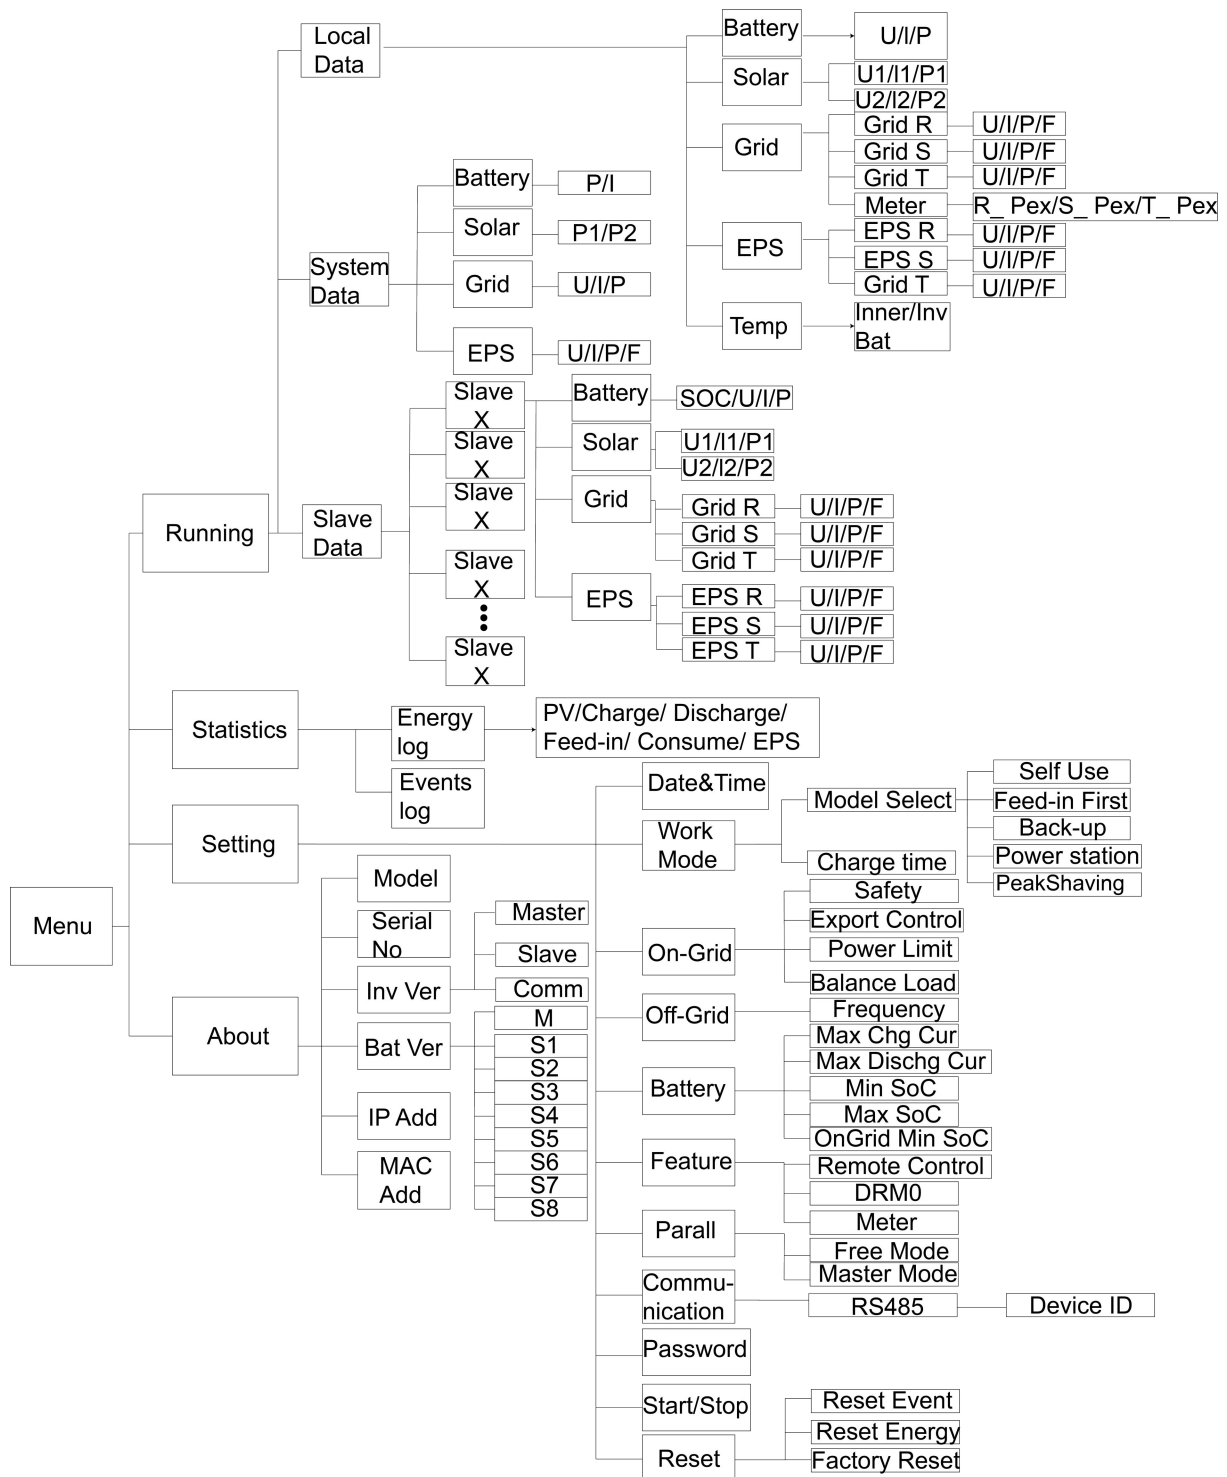 Menu
Running
Local
Data
Battery
U/I/P
Solar
U1/I1/P1
U2/I2/P2
Grid
Grid R
U/I/P/F
Grid S
U/I/P/F
Grid T
U/I/P/F
Meter
R_ Pex/S_ Pex/T_ Pex
EPS
EPS R
U/I/P/F
EPS S
U/I/P/F
Grid T
U/I/P/F
Temp
Inner/Inv
Bat
System
Data
Battery
P/I
Solar
P1/P2
Grid
U/I/P
EPS
U/I/P/F
Slave
Data
Slave
X
Slave
X
Slave
X
Slave
X
Slave
X
Battery
SOC/U/I/P
Solar
U1/I1/P1
U2/I2/P2
Grid
Grid R
U/I/P/F
Grid S
U/I/P/F
Grid T
U/I/P/F
EPS
EPS R
U/I/P/F
EPS S
U/I/P/F
EPS T
U/I/P/F
Statistics
Energy
log
PV/Charge/ Discharge/
Feed-in/ Consume/ EPS
Events
log
Setting
Date&Time
Work
Mode
Model Select
Self Use
Feed-in First
Back-up
Power station
PeakShaving
Charge time
On-Grid
Safety
Export Control
Power Limit
Balance Load
Off-Grid
Frequency
Battery
Max Chg Cur
Max Dischg Cur
Min SoC
Max SoC
OnGrid Min SoC
Feature
Remote Control
DRM0
Meter
Parall
Free Mode
Master Mode
Commu-
nication
RS485
Device ID
Password
Start/Stop
Reset
Reset Event
Reset Energy
Factory Reset
About
Model
Serial
No
Inv Ver
Master
Slave
Comm
Bat Ver
M
S1
S2
S3
S4
S5
S6
S7
S8
IP Add
MAC
Add